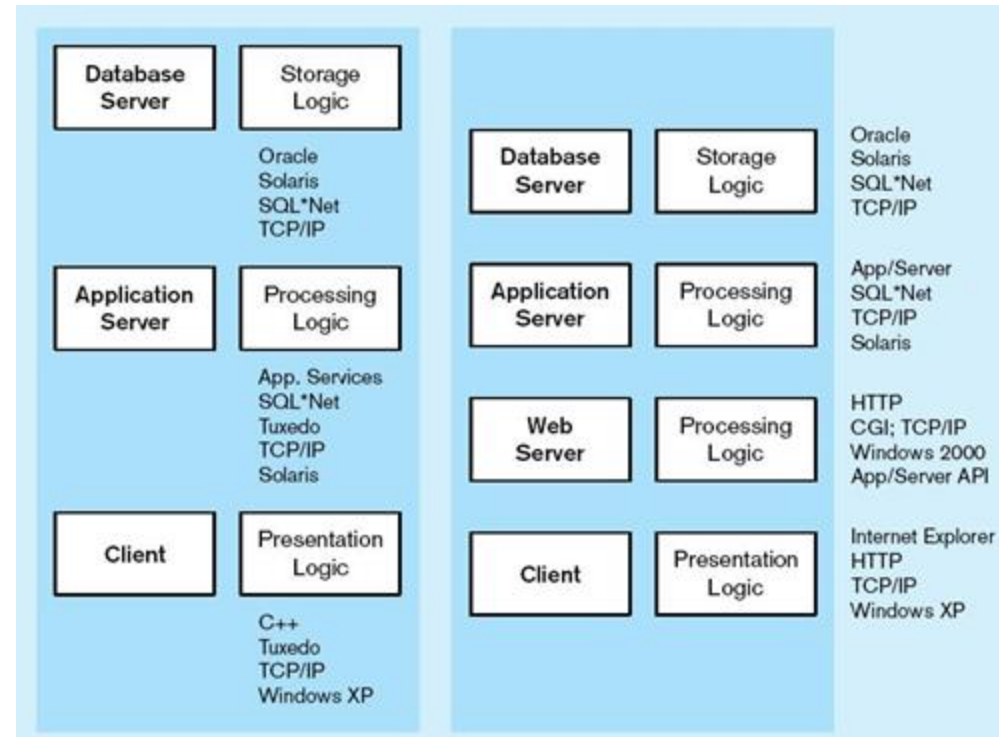 Database
Server
Storage
Logic
Oracle
Solaris
SQL*Net
TCP/IP
Application
Server
Processing
Logic
App. Services
SQL*Net
Tuxedo
TCP/IP
Solaris
Client
Presentation
Logic
C++
Tuxedo
TCP/IP
Windows XP
Database
Server
Storage
Logic
Oracle
Solaris
SQL*Net
TCP/IP
Application
Server
Processing
Logic
App/Server
SQL*Net
TCP/IP
Solaris
Web
Server
Processing
Logic
HTTP
CGI; TCP/IP
Windows 2000
App/Server API
Client
Presentation
Logic
Internet Explorer
HTTP
TCP/IP
Windows XP